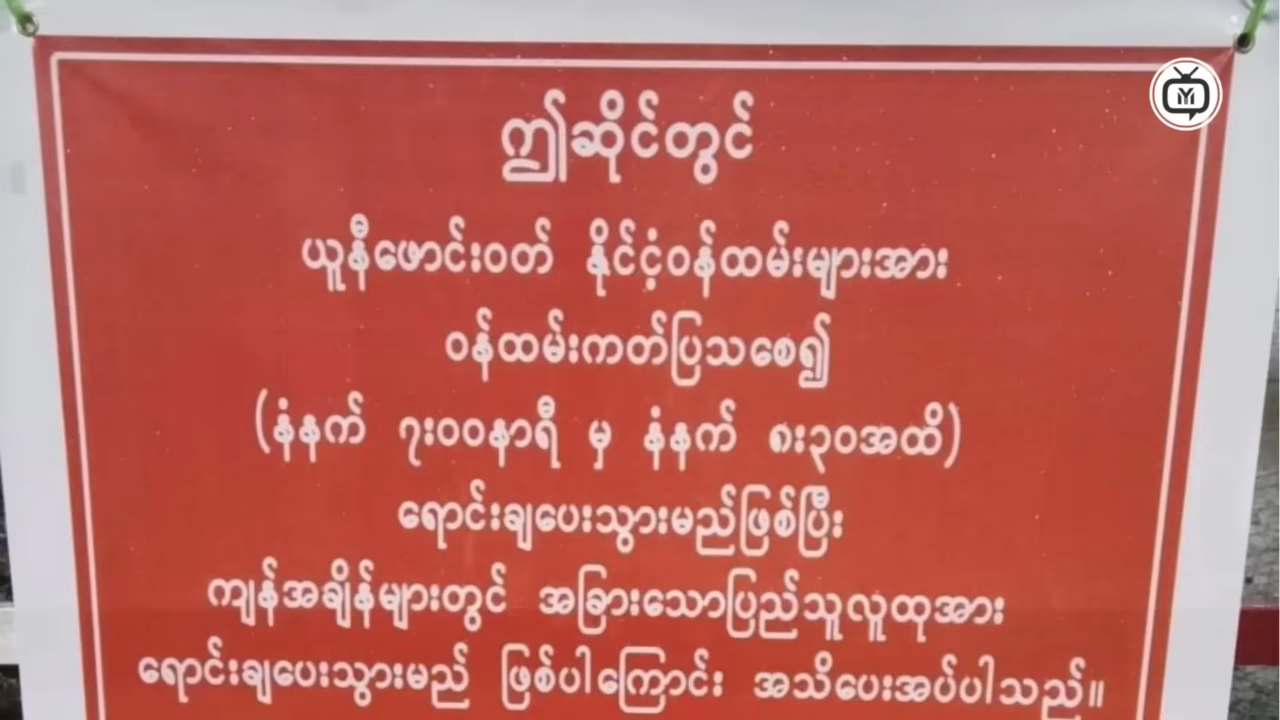 ဤဆိုင်တွင်
ယူနီဖောင်းဝတ် နိုင်ငံ့ဝန်ထမ်းများအား
ဝန်ထမ်းကတ်ပြသစေ၍
(နံနက် ၇း၀၀နာရီ မှ နံနက် ၈း၃၀အထိ)
ရောင်းချပေးသွားမည်ဖြစ်ပြီး
ကျန်အချိန်များတွင် အခြားသောပြည်သူလူထုအား
ရောင်းချပေးသွားမည် ဖြစ်ပါကြောင်း အသိပေးအပ်ပါသည်။